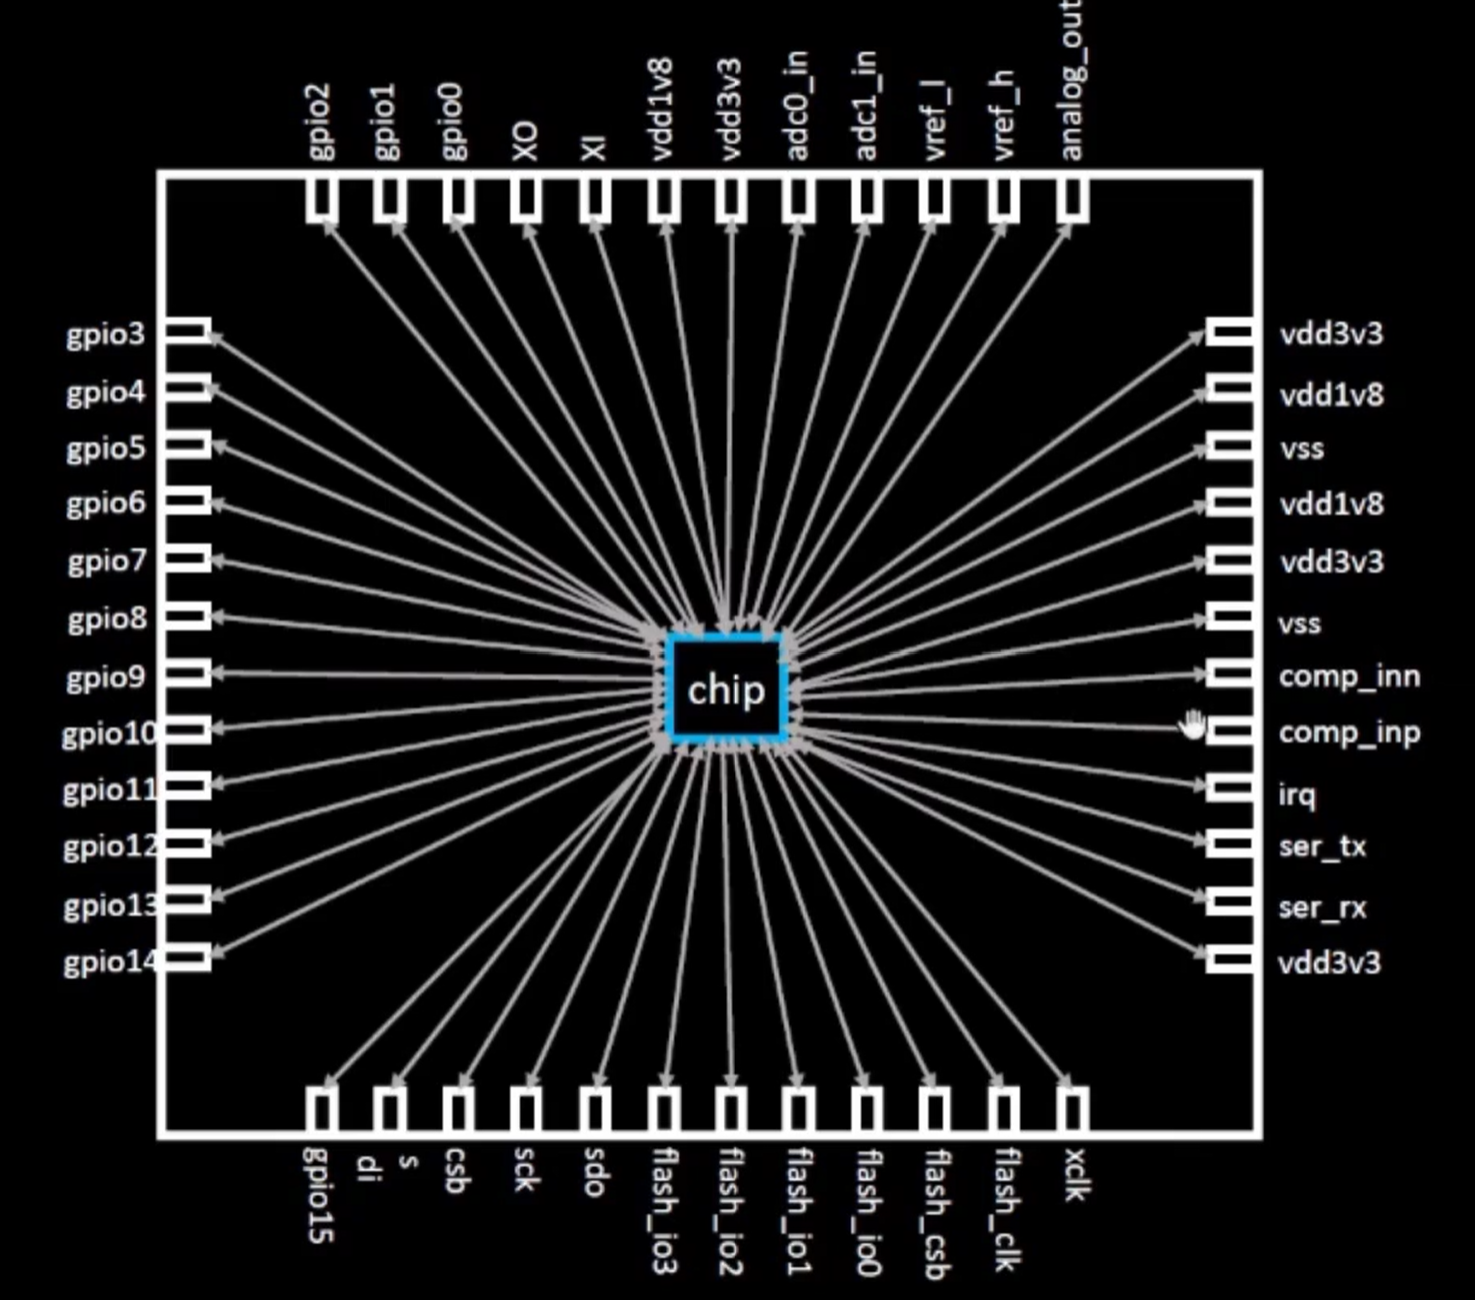 gpio2
gpio1
gpio0
XO
XI
vdd1v8
vdd3v3
adc0_in
adc1_in
vref_l
vref_h
analog_out
gpio3
gpio4
gpio5
gpio6
gpio7
gpio8
gpio9
gpio10
gpio11
gpio12
gpio13
gpio14
chip
vdd3v3
vdd1v8
vss
vdd1v8
vdd3v3
vss
comp_inn
comp_inp
irq
ser_tx
ser_rx
vdd3v3
gpio15
s
di
csb
sck
sdo
flash_io3
flash_io2
flash_io1
flash_io0
flash_csb
flash_clk
xclk